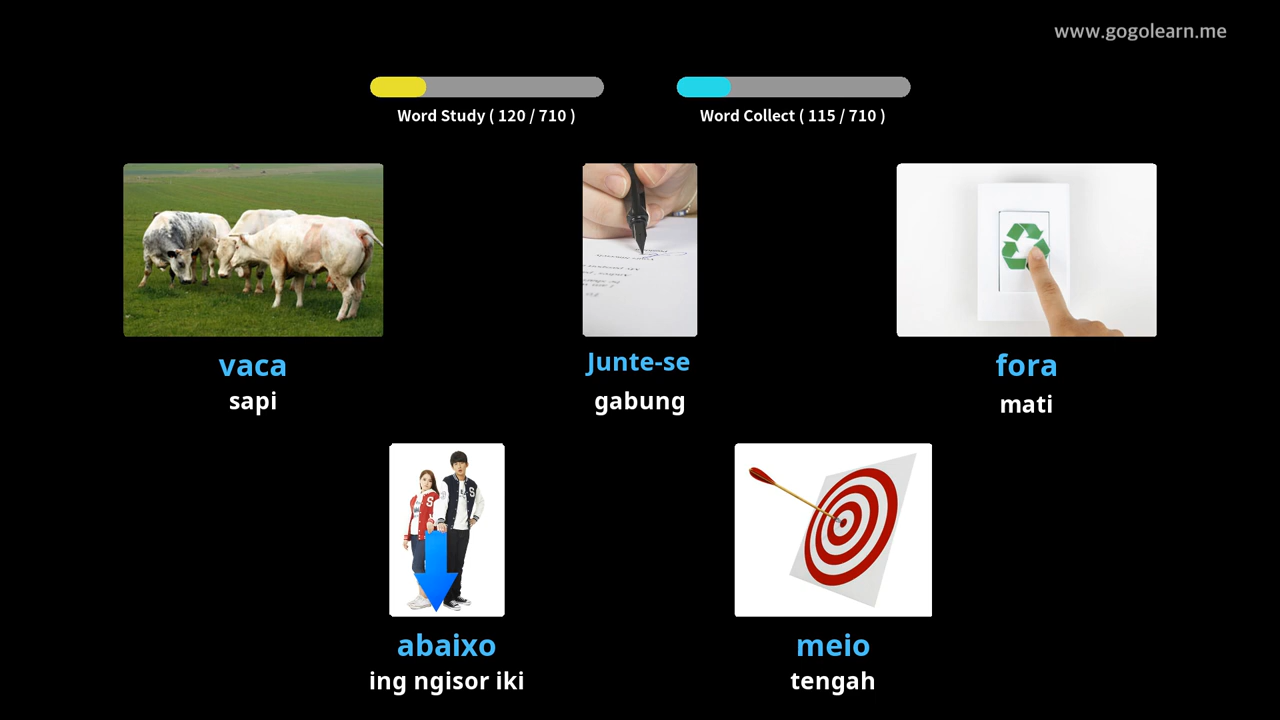 www.gogolearn.me
Word Study ( 120 / 710 )
Word Collect ( 115 / 710 )
vaca
sapi
Junte-se
gabung
fora
mati
S
S
abaixo
ing ngisor iki
meio
tengah